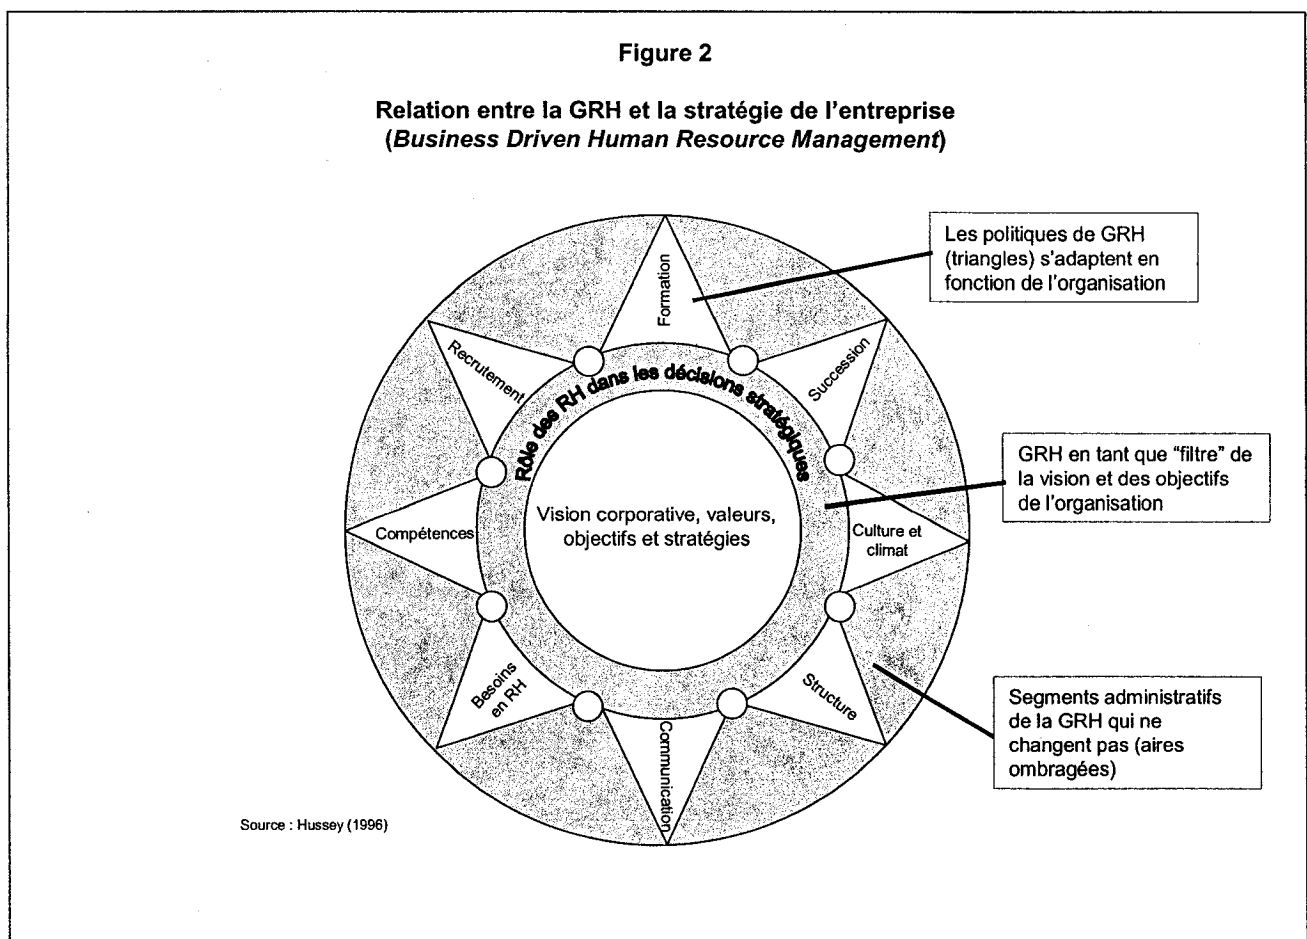 Figure 2
Relation entre la GRH et la stratégie de l'entreprise
(Business Driven Human Resource Management)
Les politiques de GRH
(triangles) s'adaptent en
fonction de l'organisation
Formation
Recrutement
Succession
Rôle des RH dans les décisions stratégiques
GRH en tant que "filtre" de
la vision et des objectifs
de l'organisation
Compétences
Vision corporative, valeurs,
objectifs et stratégies
Culture et
climat
Besoins
en RH
Structure
Communication
Segments administratifs
de la GRH qui ne
changent pas (aires
ombragées)
Source : Hussey (1996)